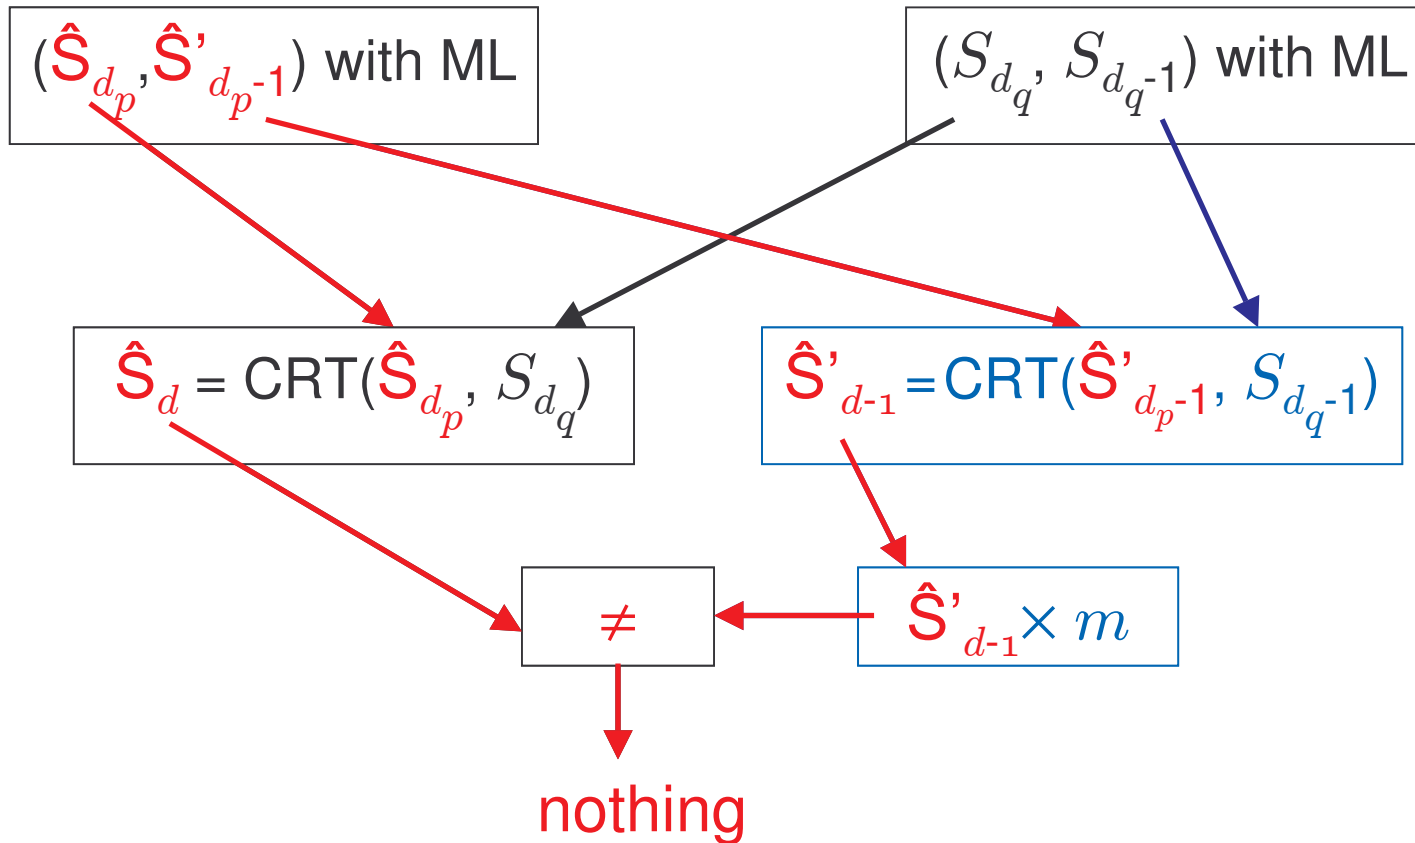 (Ŝ_{d_p},Ŝ'_{d_p-1}) with ML
(S_{d_q}, S_{d_q-1}) with ML
Ŝ_d = CRT(Ŝ_{d_p}, S_{d_q})
Ŝ'_{d-1} = CRT(Ŝ'_{d_p-1}, S_{d_q-1})
≠
Ŝ'_{d-1} × m
nothing